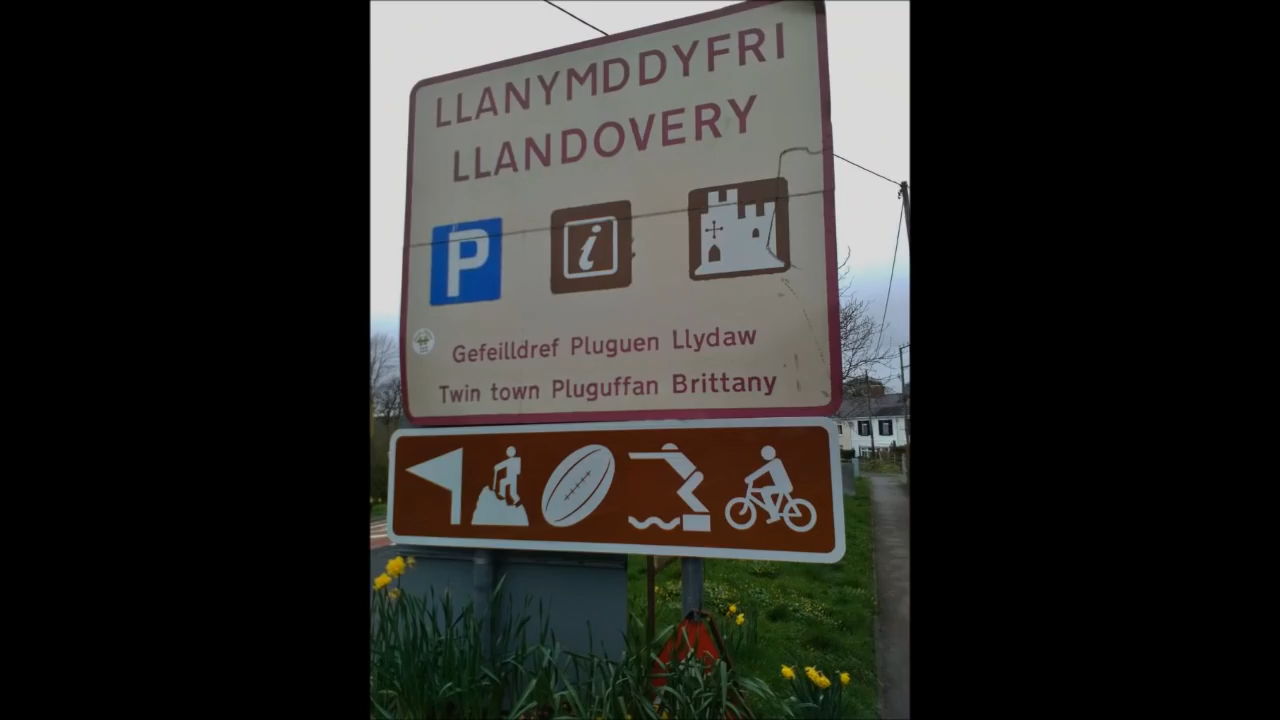 LLANYMDDYFRI
LLANDOVERY
P
i
Gefeilldref Pluguen Llydaw
Twin town Pluguffan Brittany